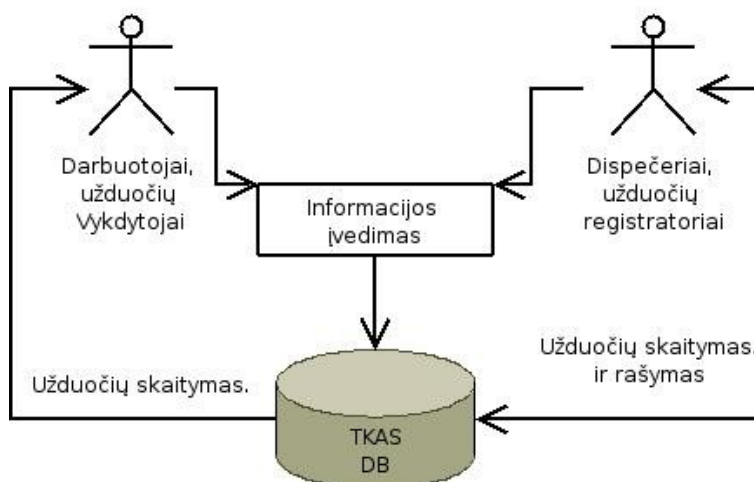 Darbuotojai,
užduočių
Vykdytojai
Dispečeriai,
užduočių
registratoriai
Informacijos
įvedimas
Užduočių skaitymas.
Užduočių skaitymas.
ir rašymas
TKAS
DB